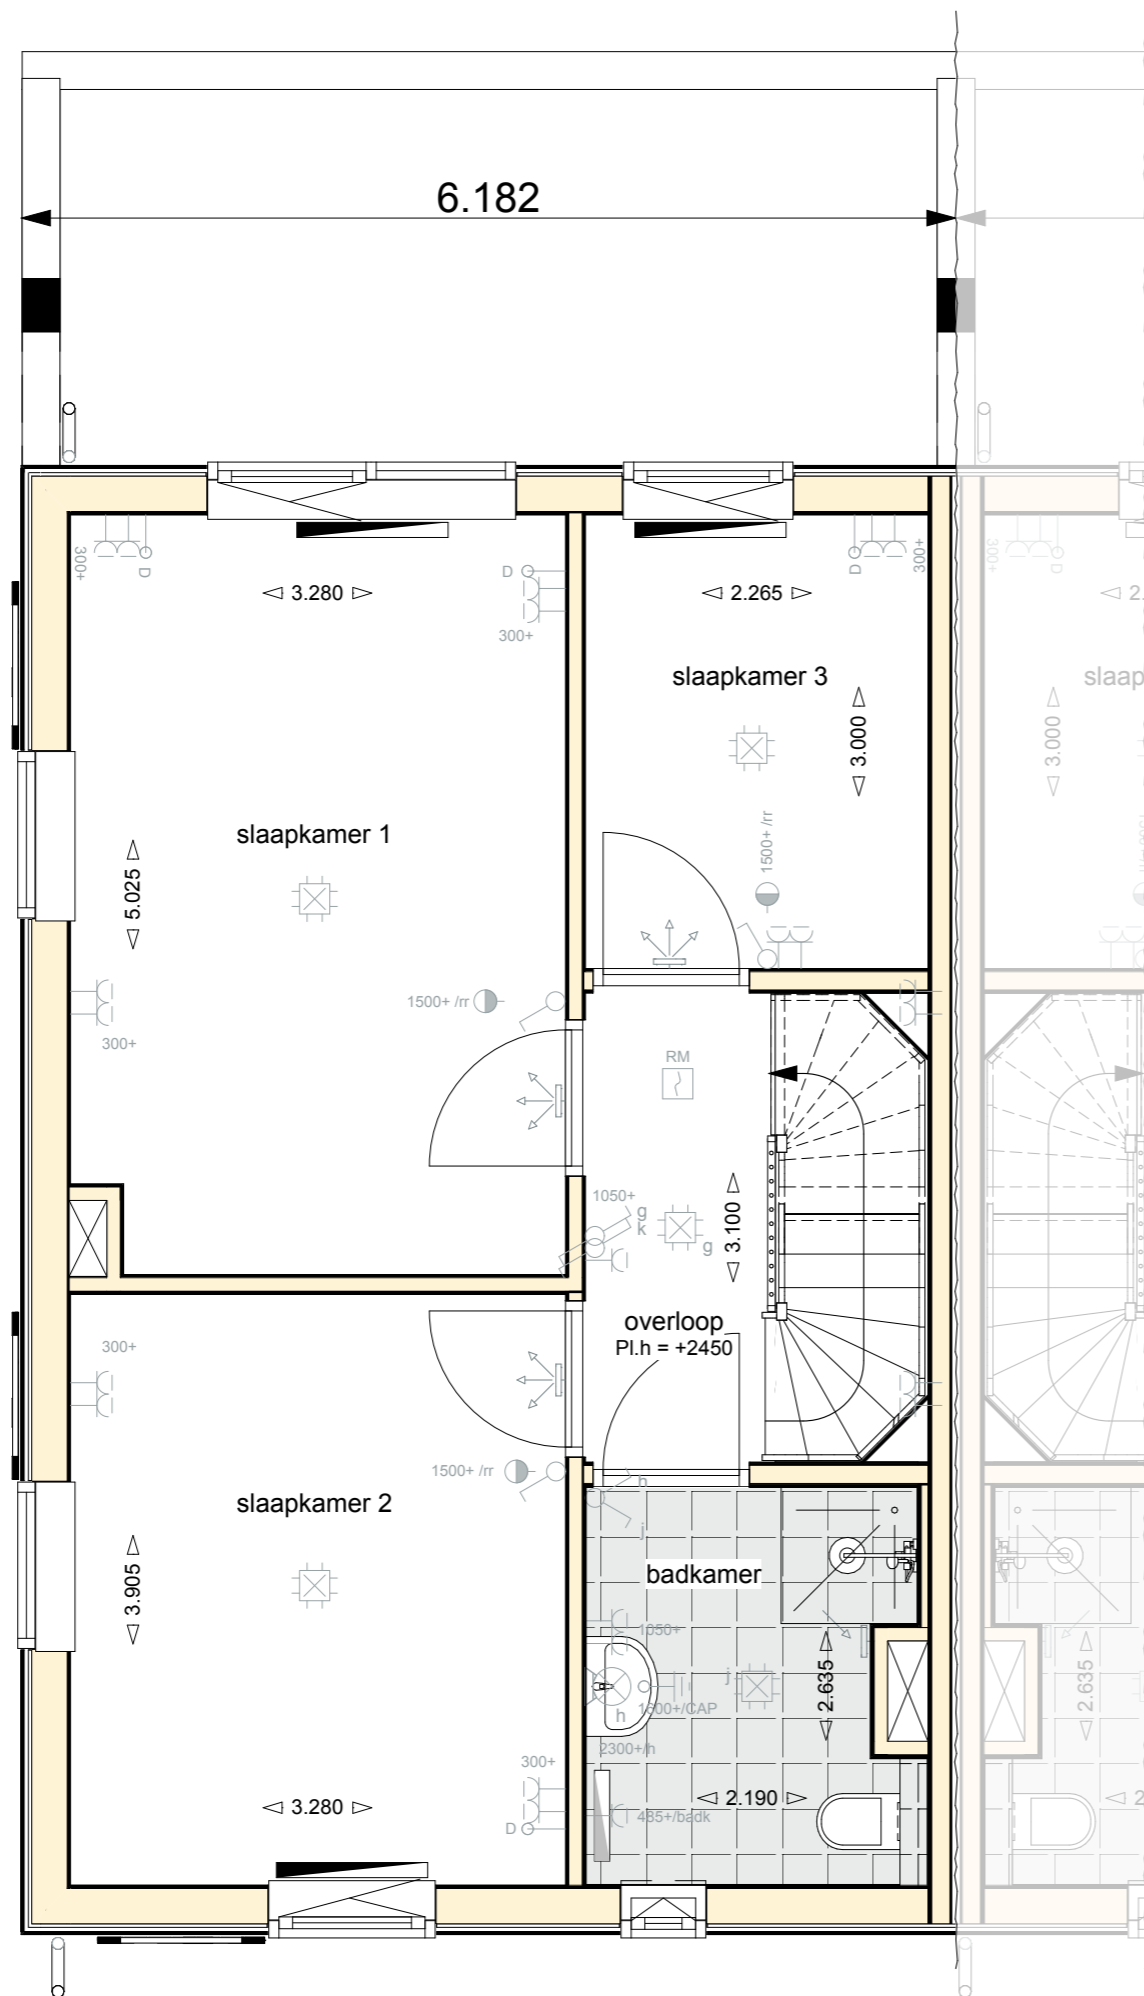 6.182
300+
D
3.280
D
300+
2.265
D
300+
300+
D
2.
slaapkamer 3
slaap
3.000
3.000
1500+ /rr
slaapkamer 1
5.025
1500+ /rr
300+
RM
1050+
g
k
g
3.100
overloop
Pl.h = +2450
300+
1500+ /rr
h
j
slaapkamer 2
badkamer
3.905
1050+
j
2.635
2.635
h
1600+/CAP
2300+/h
300+
D
485+/badk
3.280
2.190
2